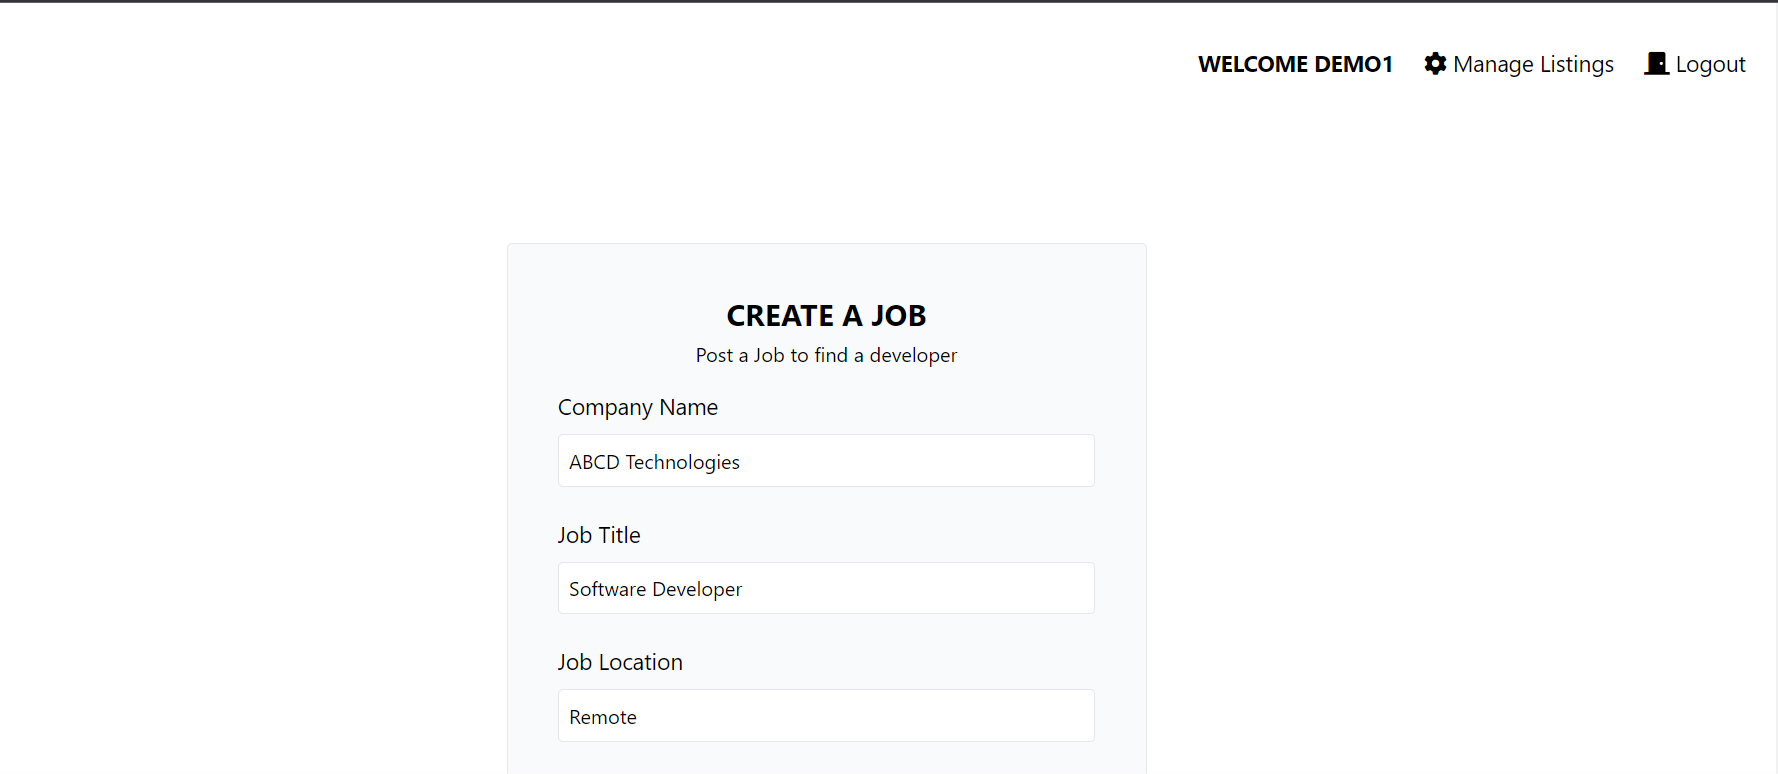 WELCOME DEMO1 Manage Listings Logout
CREATE A JOB
Post a Job to find a developer
Company Name
ABCD Technologies
Job Title
Software Developer
Job Location
Remote